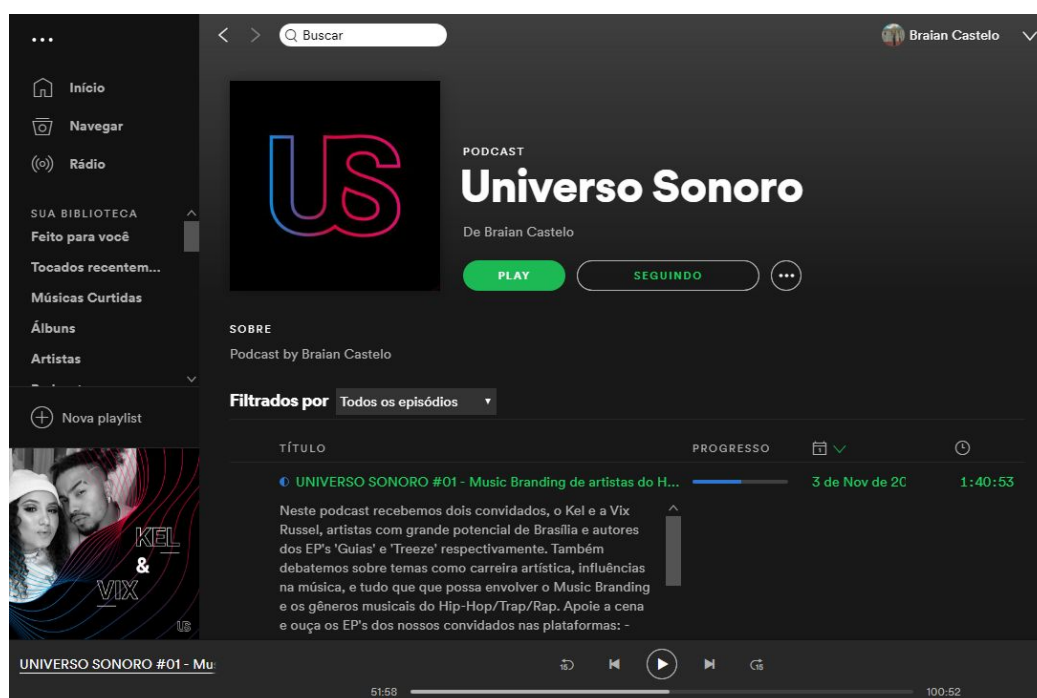 Buscar
Braian Castelo
Início
Navegar
Rádio
SUA BIBLIOTECA
Feito para você
Tocados recentem...
Músicas Curtidas
Álbuns
Artistas
Nova playlist
KEL
&
VIX
US
US
PODCAST
Universo Sonoro
De Braian Castelo
PLAY
SEGUINDO
SOBRE
Podcast by Braian Castelo
Filtrados por Todos os episódios
TÍTULO PROGRESSO
UNIVERSO SONORO #01 - Music Branding de artistas do H... 3 de Nov de 20 1:40:53
Neste podcast recebemos dois convidados, o Kel e a Vix
Russel, artistas com grande potencial de Brasília e autores
dos EP's 'Guias' e 'Treeze' respectivamente. Também
debatemos sobre temas como carreira artística, influências
na música, e tudo que que possa envolver o Music Branding
e os gêneros musicais do Hip-Hop/Trap/Rap. Apoie a cena
e ouça os EP's dos nossos convidados nas plataformas: -
UNIVERSO SONORO #01 - Mu
15
15
51:58
100:52